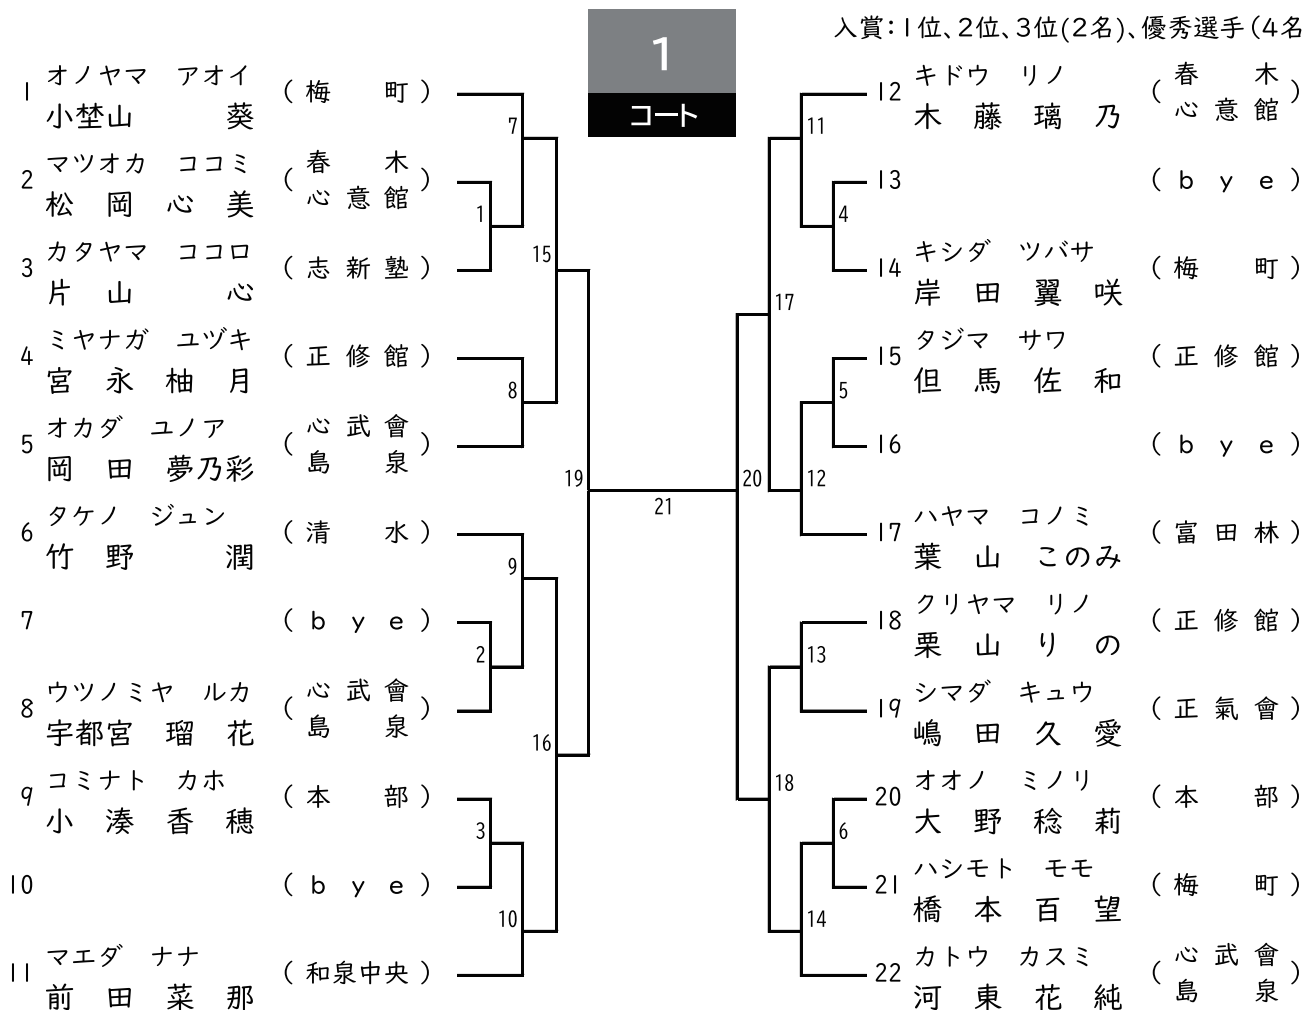 入賞:1位、2位、3位(2名)、優秀選手(4名
1
コート
1 オノヤマ アオイ
小埜山 葵 (梅町)
2 マツオカ ココミ
松岡心美 (春木心意館)
3 カタヤマ ココロ
片山 心 (志新塾)
4 ミヤナガ ユヅキ
宮永柚月 (正修館)
5 オカダ ユノア
岡田夢乃彩 (心武會島泉)
6 タケノ ジュン
竹野 潤 (清水)
7 (bye)
8 ウツノミヤ ルカ
宇都宮瑠花 (心武會島泉)
9 コミナト カホ
小湊香穂 (本部)
10 (bye)
11 マエダ ナナ
前田菜那 (和泉中央)
7
1
15
8
19
9
2
16
3
10
21
12 キドウ リノ
木藤璃乃 (春木心意館)
13 (bye)
14 キシダ ツバサ
岸田翼咲 (梅町)
15 タジマ サワ
但馬佐和 (正修館)
16 (bye)
17 ハヤマ コノミ
葉山このみ (富田林)
18 クリヤマ リノ
栗山りの (正修館)
19 シマダ キュウ
嶋田久愛 (正氣會)
20 オオノ ミノリ
大野稔莉 (本部)
21 ハシモト モモ
橋本百望 (梅町)
22 カトウ カスミ
河東花純 (心武會島泉)
11
4
17
5
12
20
13
18
6
14